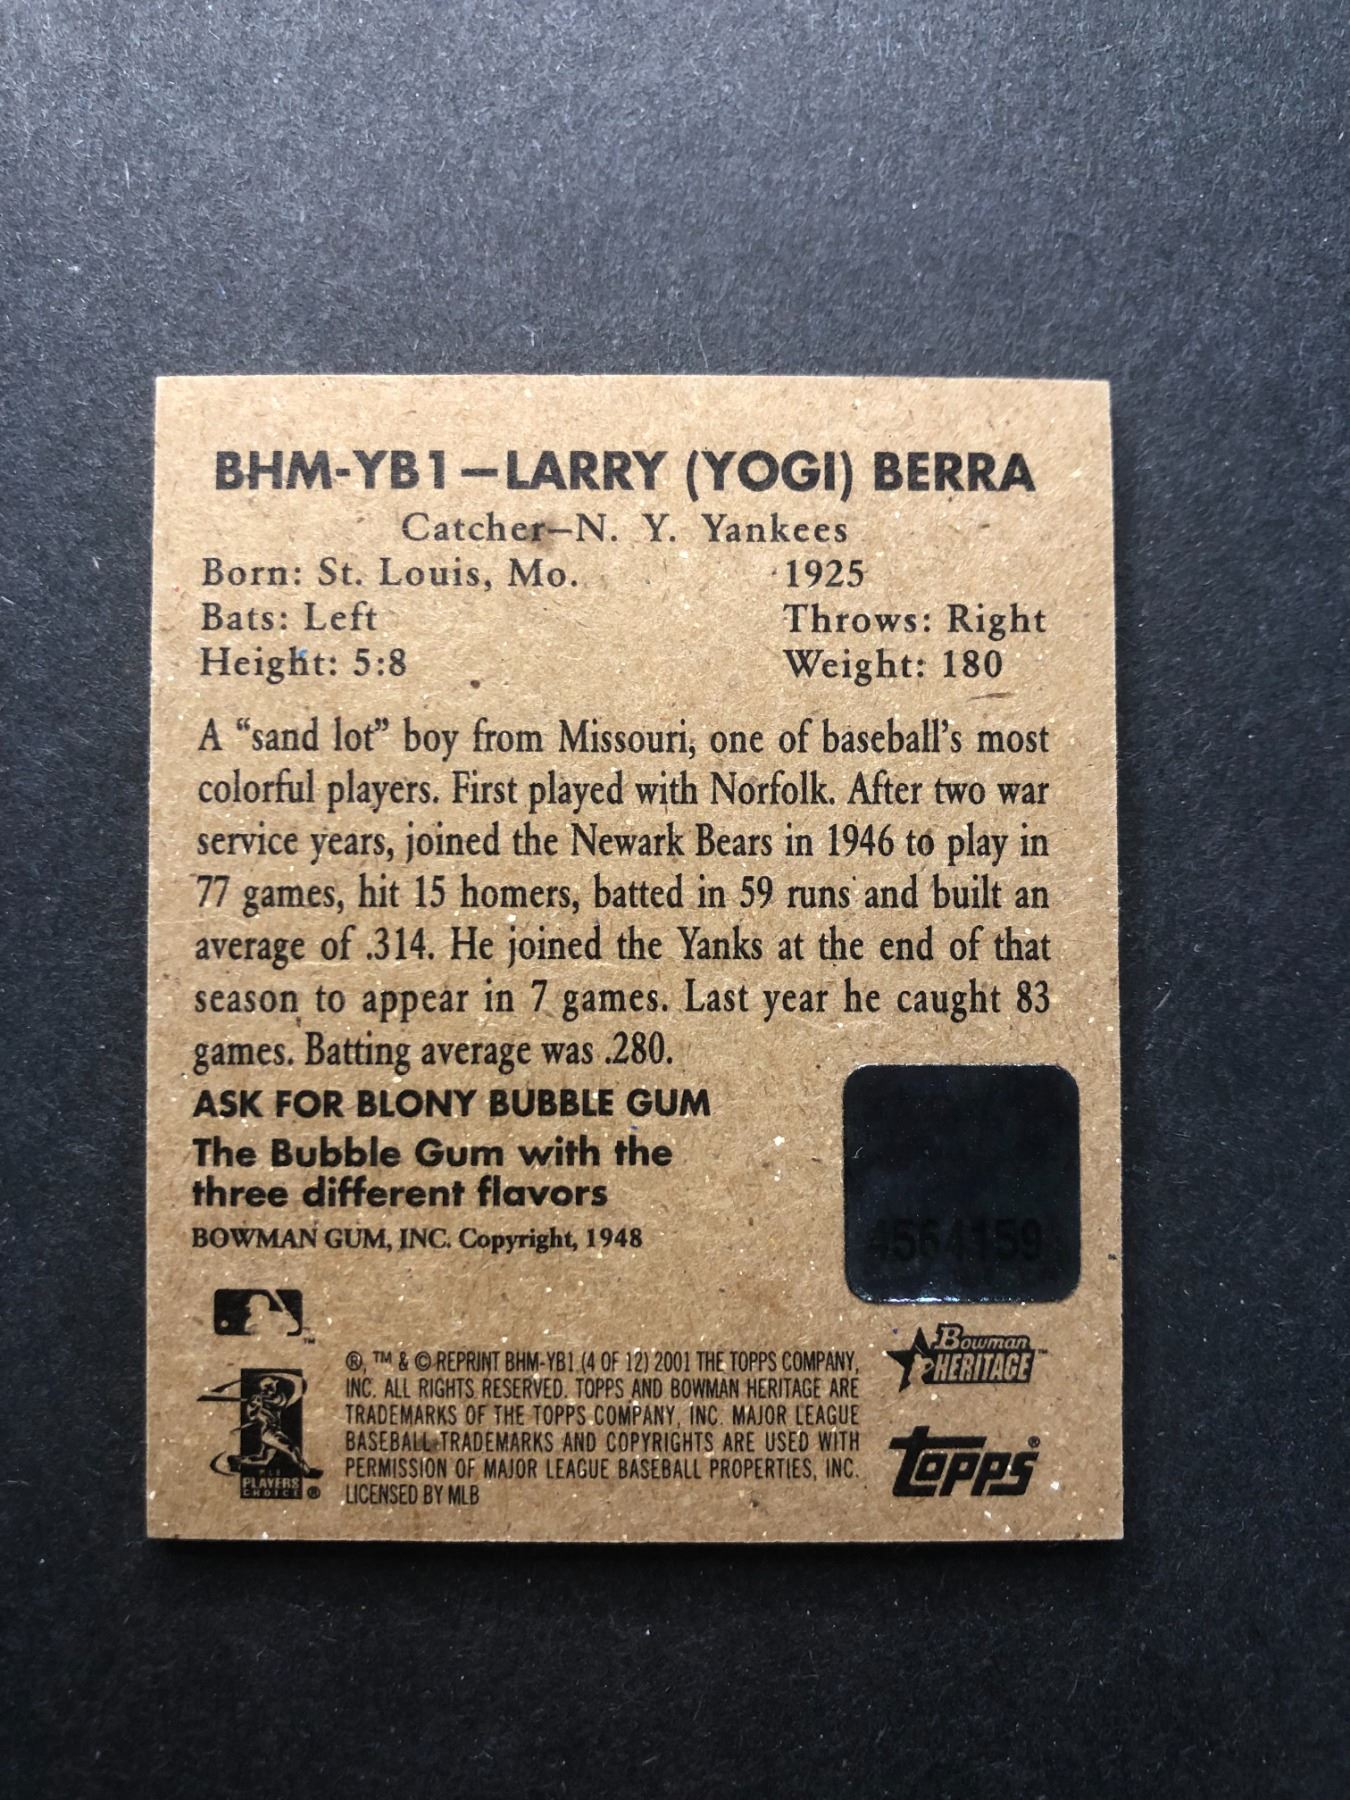 BHM-YB1—LARRY (YOGI) BERRA
Catcher—N. Y. Yankees
Born: St. Louis, Mo. 1925
Bats: Left Throws: Right
Height: 5:8 Weight: 180
A “sand lot” boy from Missouri, one of baseball’s most
colorful players. First played with Norfolk. After two war
service years, joined the Newark Bears in 1946 to play in
77 games, hit 15 homers, batted in 59 runs and built an
average of .314. He joined the Yanks at the end of that
season to appear in 7 games. Last year he caught 83
games. Batting average was .280.
ASK FOR BLONY BUBBLE GUM
The Bubble Gum with the
three different flavors
BOWMAN GUM, INC. Copyright, 1948
®, ™ & © REPRINT BHM-YB1 (4 OF 12) 2001 THE TOPPS COMPANY,
INC. ALL RIGHTS RESERVED. TOPPS AND BOWMAN HERITAGE ARE
TRADEMARKS OF THE TOPPS COMPANY, INC. MAJOR LEAGUE
BASEBALL TRADEMARKS AND COPYRIGHTS ARE USED WITH
PERMISSION OF MAJOR LEAGUE BASEBALL PROPERTIES, INC.
LICENSED BY MLB
PLAYERS
CHOICE ®
Bowman
HERITAGE™
topps®